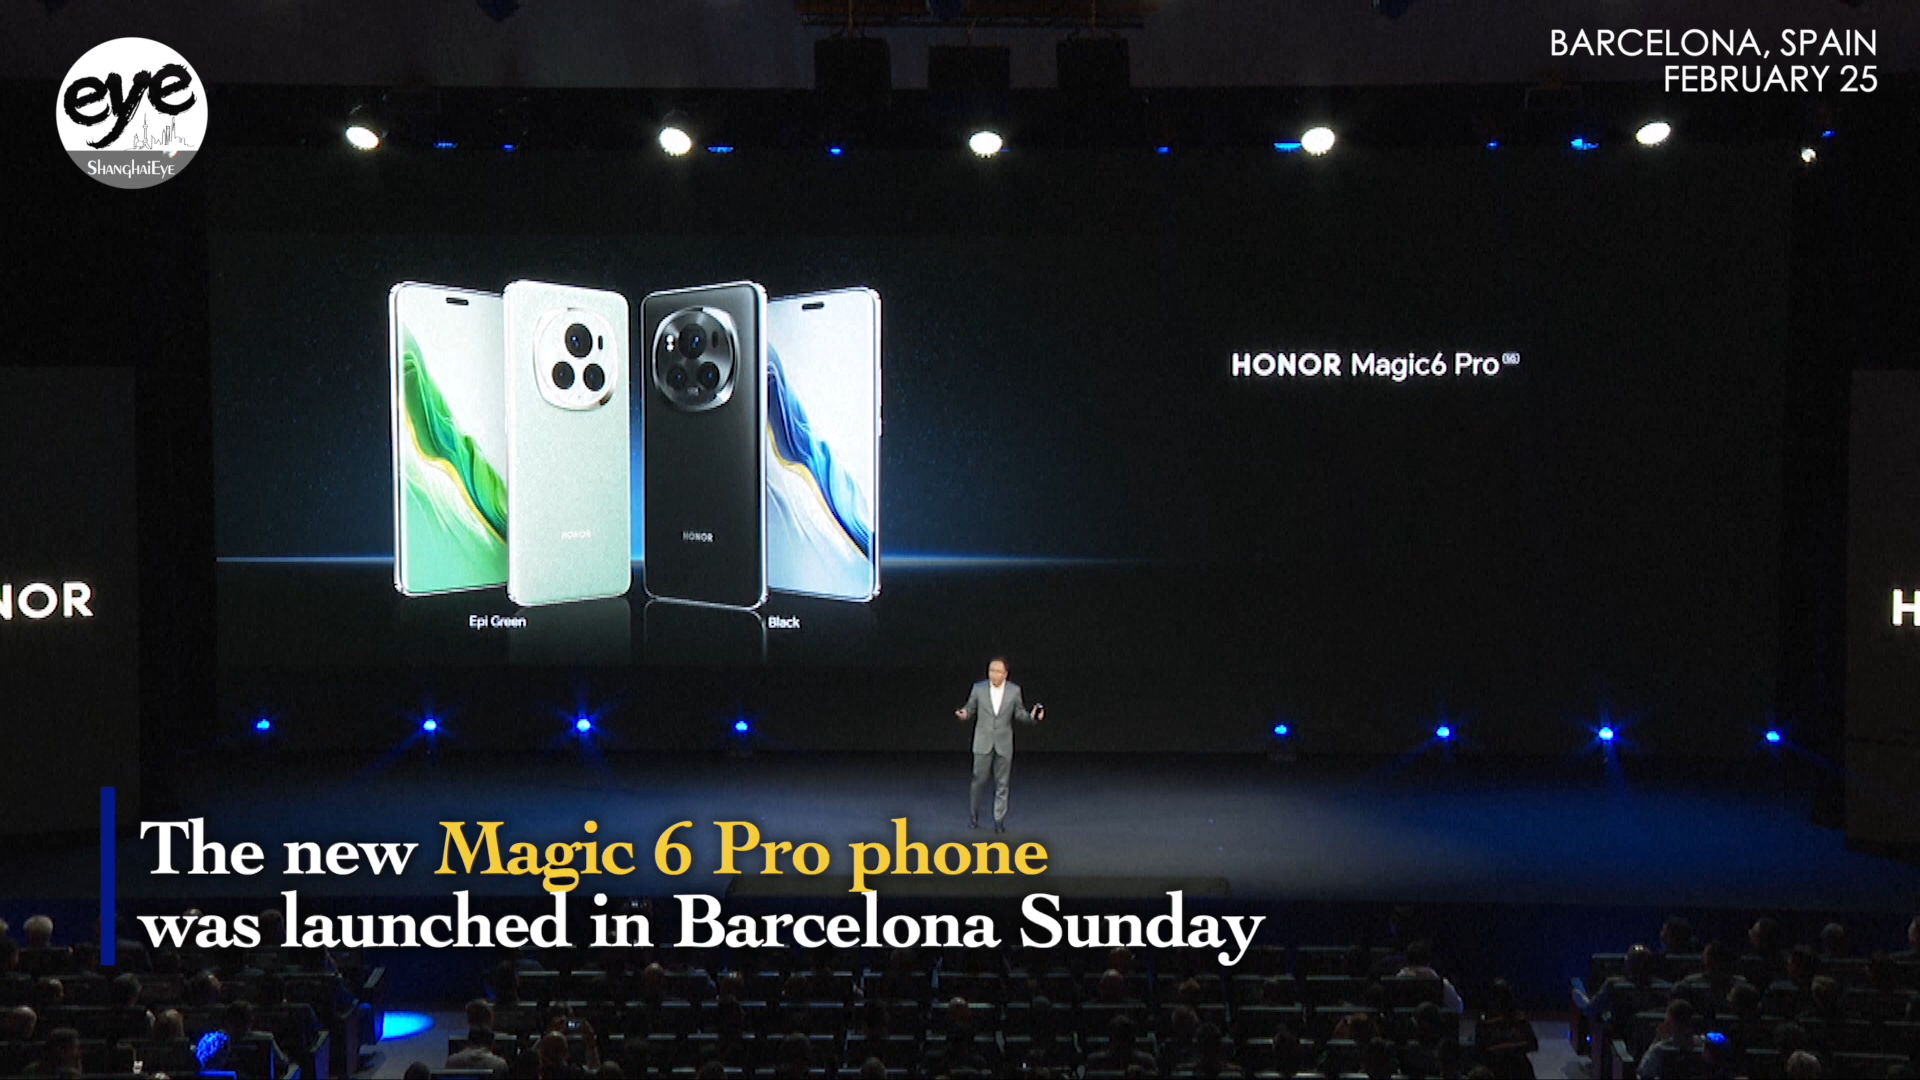 eye
SHANGHAIEYE
BARCELONA, SPAIN
FEBRUARY 25
HONOR Magic6 Pro 5G
HONOR
HONOR
Epi Green
Black
NOR
H
The new Magic 6 Pro phone
was launched in Barcelona Sunday